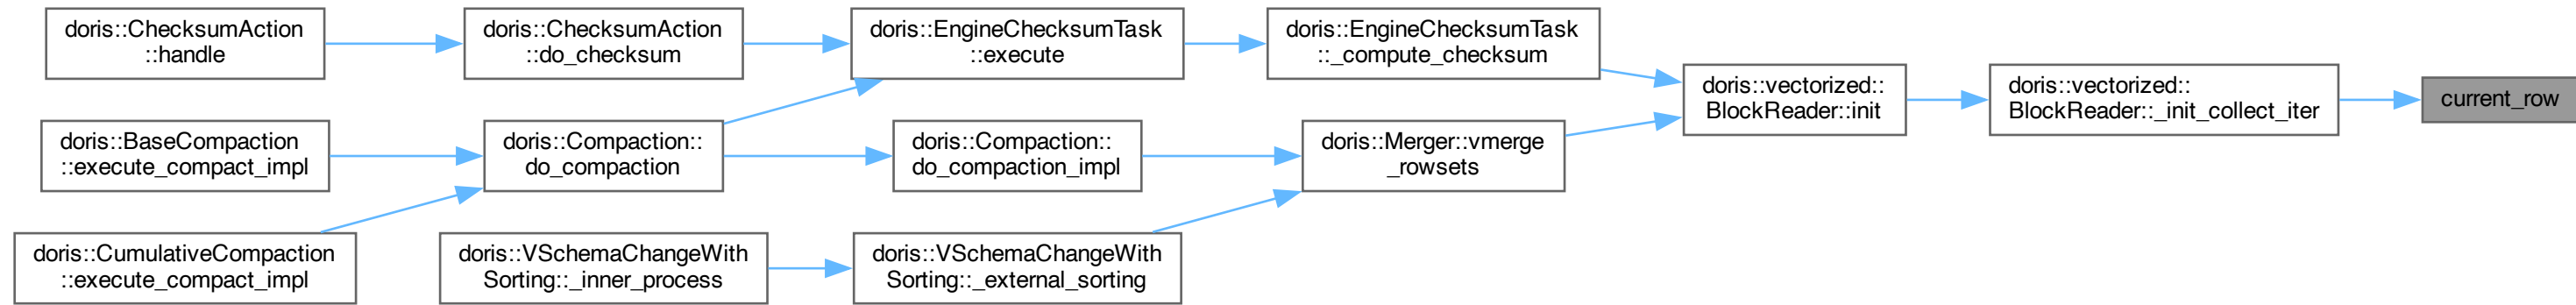 doris::ChecksumAction
::handle
doris::ChecksumAction
::do_checksum
doris::EngineChecksumTask
::execute
doris::EngineChecksumTask
::_compute_checksum
doris::vectorized::
BlockReader::init
doris::vectorized::
BlockReader::_init_collect_iter
current_row
doris::BaseCompaction
::execute_compact_impl
doris::Compaction::
do_compaction
doris::Compaction::
do_compaction_impl
doris::Merger::vmerge
_rowsets
doris::CumulativeCompaction
::execute_compact_impl
doris::VSchemaChangeWith
Sorting::_inner_process
doris::VSchemaChangeWith
Sorting::_external_sorting